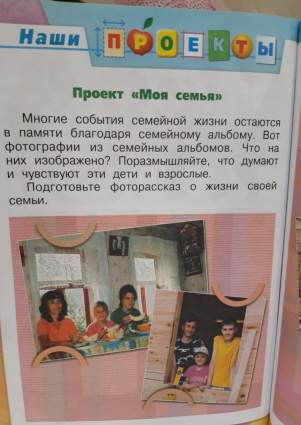 Наши ПРОЕКТЫ
Проект «Моя семья»
Многие события семейной жизни остаются
в памяти благодаря семейному альбому. Вот
фотографии из семейных альбомов. Что на
них изображено? Поразмышляйте, что думают
и чувствуют эти дети и взрослые.
Подготовьте фоторассказ о жизни своей
семьи.